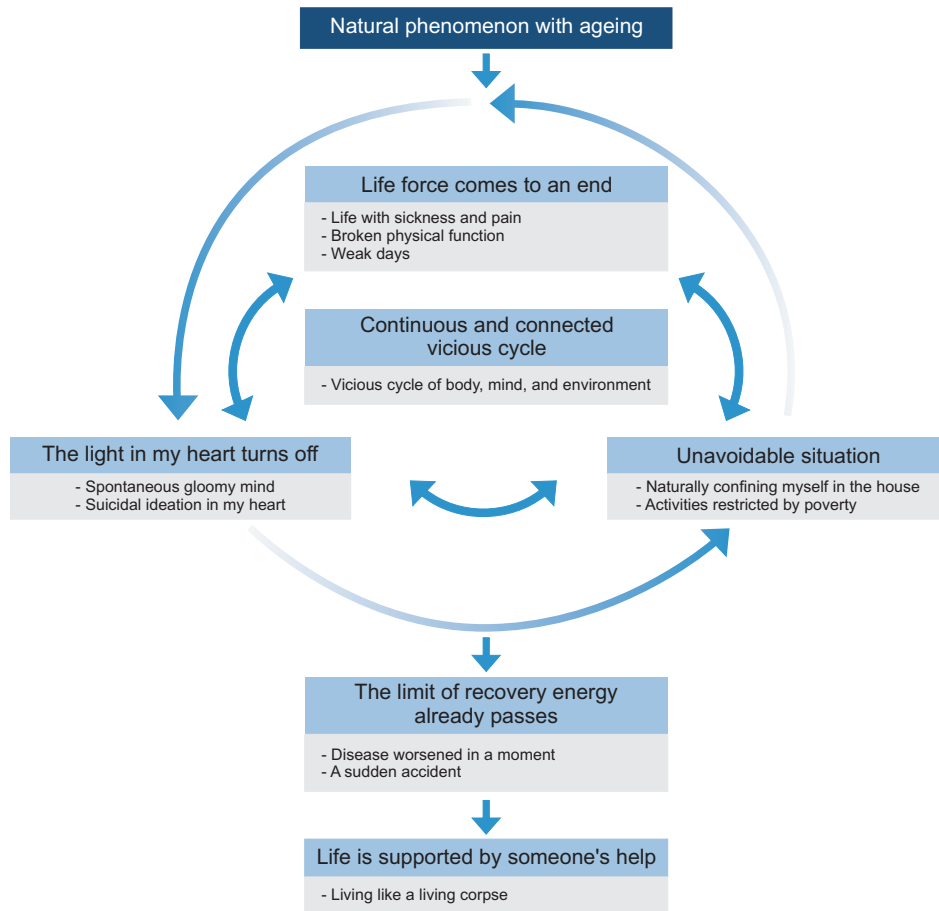 Natural phenomenon with ageing
Life force comes to an end
- Life with sickness and pain
- Broken physical function
- Weak days
Continuous and connected
vicious cycle
- Vicious cycle of body, mind, and environment
The light in my heart turns off
- Spontaneous gloomy mind
- Suicidal ideation in my heart
Unavoidable situation
- Naturally confining myself in the house
- Activities restricted by poverty
The limit of recovery energy
already passes
- Disease worsened in a moment
- A sudden accident
Life is supported by someone's help
- Living like a living corpse